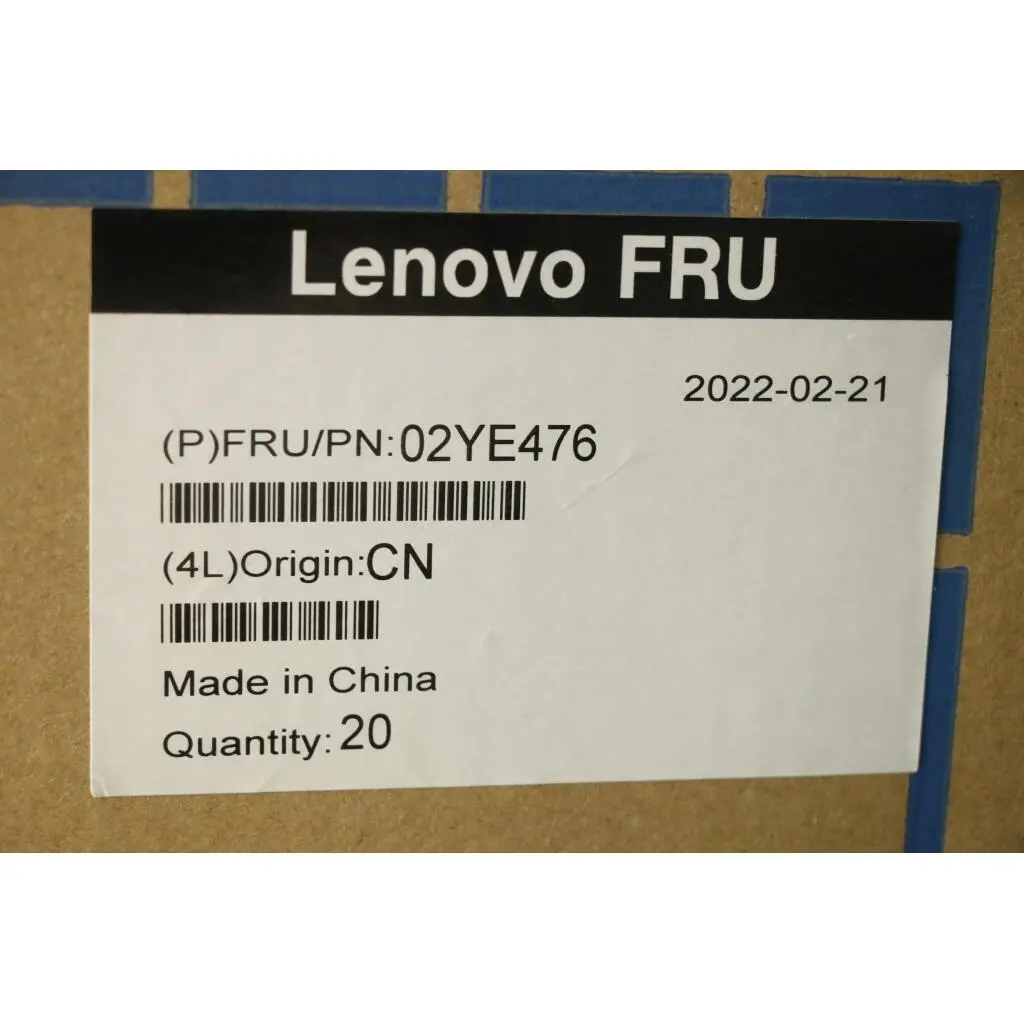 Lenovo FRU
2022-02-21
(P)FRU/PN:02YE476
(4L)Origin:CN
Made in China
Quantity:20